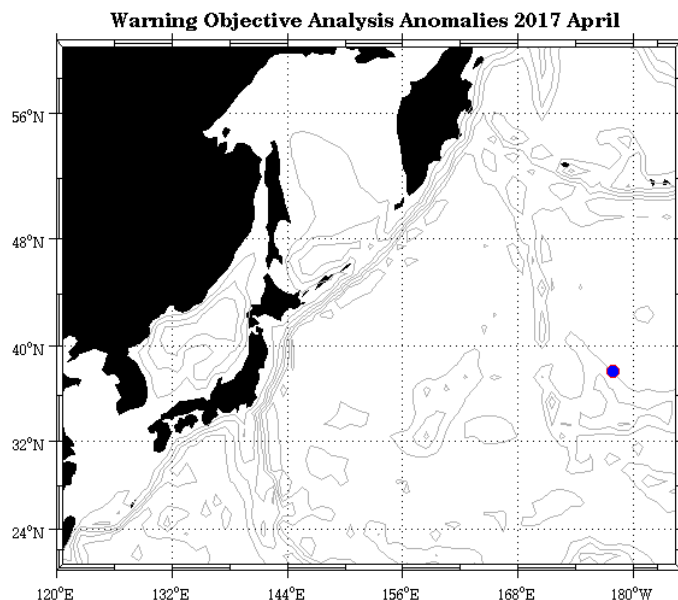 Warning Objective Analysis Anomalies 2017 April
56°N
48°N
40°N
32°N
24°N
120°E 132°E 144°E 156°E 168°E 180°W